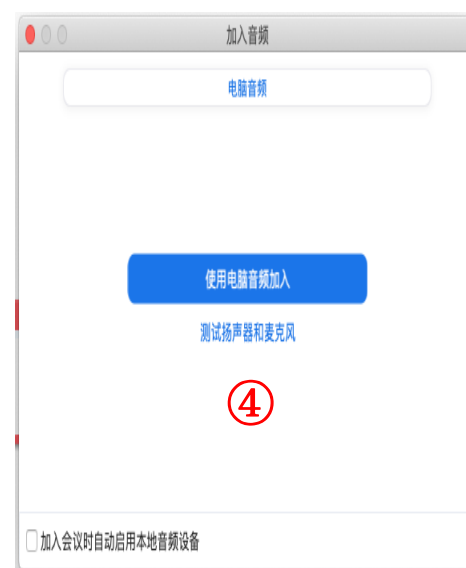 加入音频
电脑音频
使用电脑音频加入
测试扬声器和麦克风
④
加入会议时自动启用本地音频设备